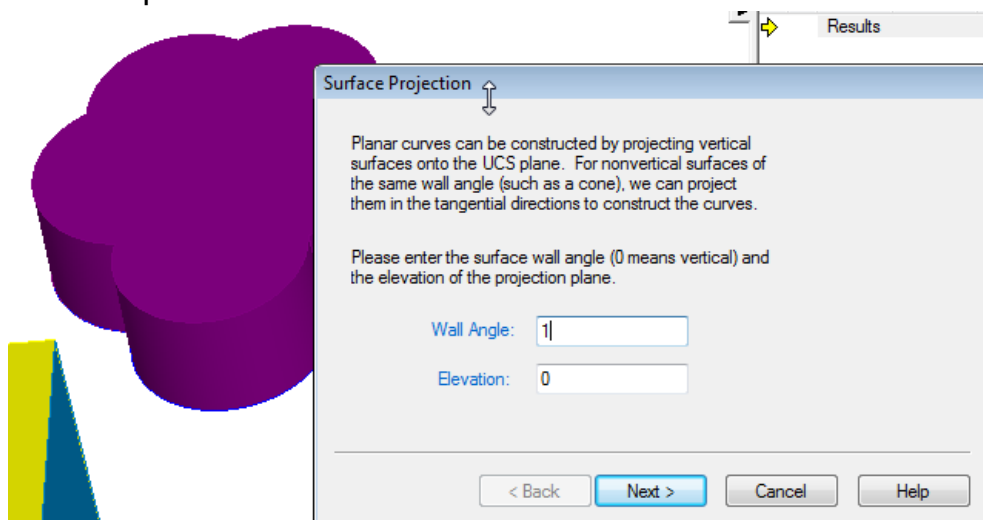 Results
Surface Projection
Planar curves can be constructed by projecting vertical
surfaces onto the UCS plane. For nonvertical surfaces of
the same wall angle (such as a cone), we can project
them in the tangential directions to construct the curves.
Please enter the surface wall angle (0 means vertical) and
the elevation of the projection plane.
Wall Angle: 1
Elevation: 0
< Back Next > Cancel Help